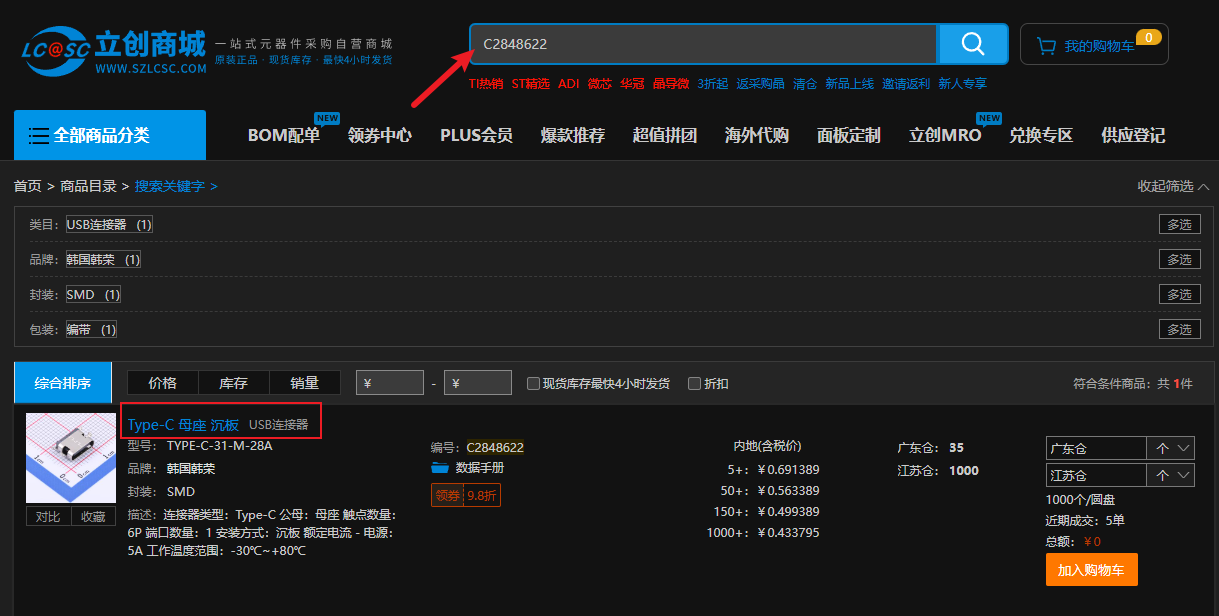 LC@SC 立创商城 一站式元器件采购自营商城
WWW.SZLCSC.COM 原装正品·现货库存·最快4小时发货
C2848622
我的购物车 0
TI热销 ST精选 ADI 微芯 华冠 晶导微 3折起 返采购晶 清仓 新品上线 邀请返利 新人专享
全部商品分类 BOM配单 NEW 领券中心 PLUS会员 爆款推荐 超值拼团 海外代购 面板定制 立创MRO NEW 兑换专区 供应登记
首页 > 商品目录 > 搜索关键字 > 收起筛选
类目: USB连接器 (1) 多选
品牌: 韩国韩荣 (1) 多选
封装: SMD (1) 多选
包装: 编带 (1) 多选
综合排序 价格 库存 销量 ¥ - ¥ 现货库存最快4小时发货 折扣 符合条件商品: 共 1件
Type-C 母座 沉板 USB连接器
型号: TYPE-C-31-M-28A
品牌: 韩国韩荣
封装: SMD
描述: 连接器类型: Type-C 公母: 母座 触点数量:
6P 端口数量: 1 安装方式: 沉板 额定电流 - 电源:
5A 工作温度范围: -30℃~+80℃
对比 收藏
编号: C2848622
数据手册
领券 9.8折
内地(含税价)
5+: ¥0.691389
50+: ¥0.563389
150+: ¥0.499389
1000+: ¥0.433795
广东仓: 35
江苏仓: 1000
广东仓 个
江苏仓 个
1000个/圆盘
近期成交: 5单
总额: ¥0
加入购物车